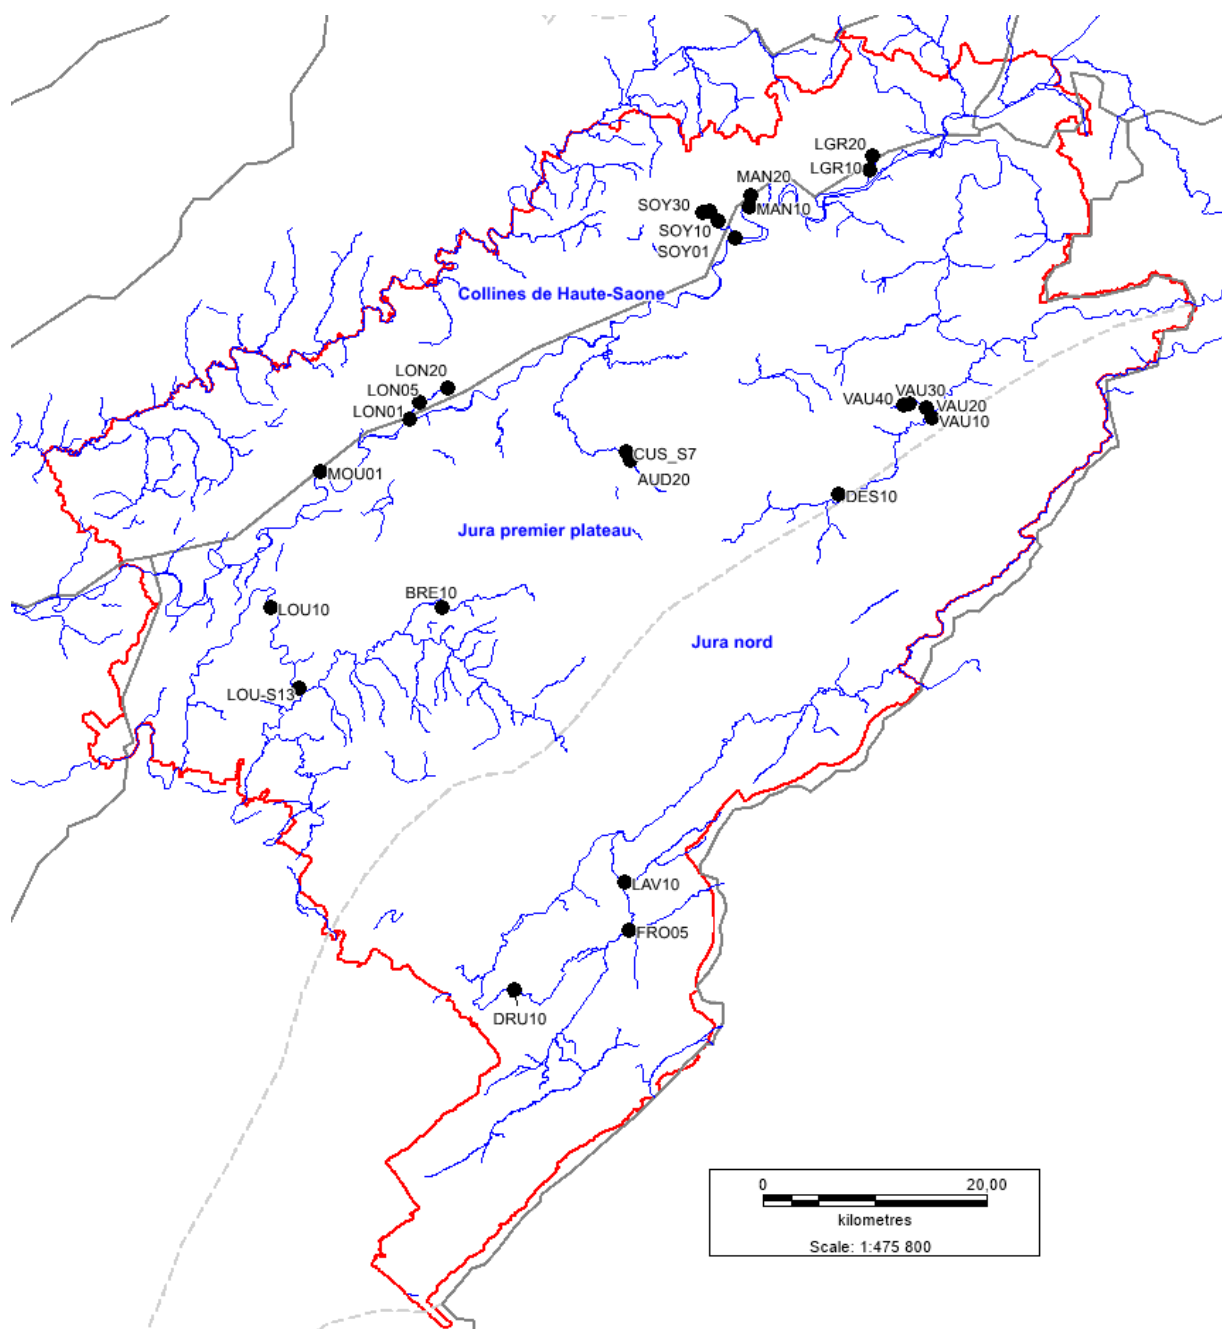 LGR20
LGR10
MAN20
MAN10
SOY30
SOY10
SOY01
Collines de Haute-Saone
LON20
LON05
LON01
VAU30
VAU40
VAU20
VAU10
CUS_S7
MOU01
AUD20
DES10
Jura premier plateau
BRE10
LOU10
Jura nord
LOU-S13
LAV10
FRO05
DRU10
0 20,00
kilometres
Scale: 1:475 800